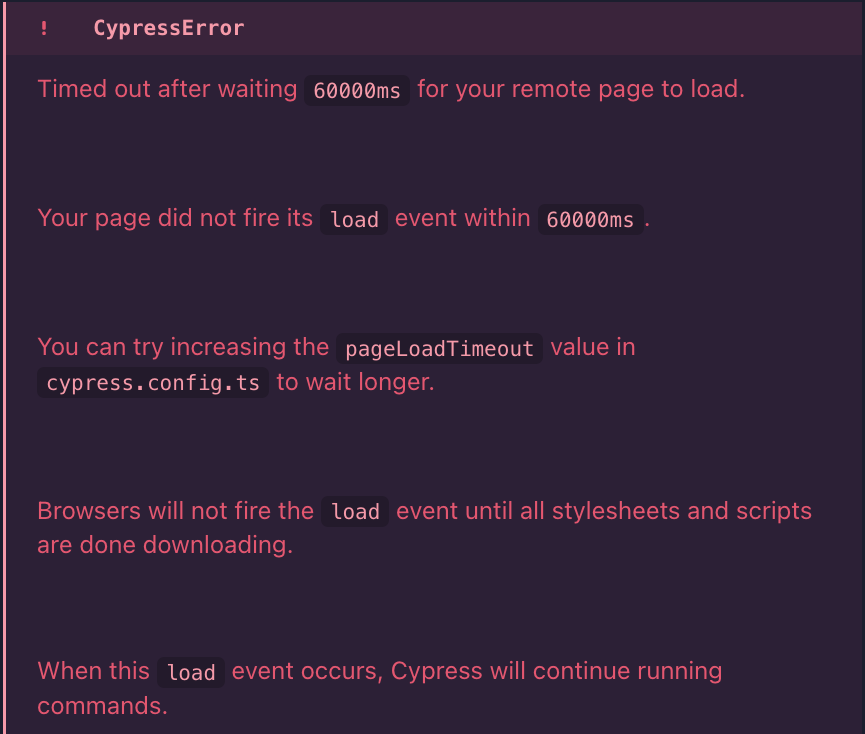 ! CypressError
Timed out after waiting 60000ms for your remote page to load.
Your page did not fire its load event within 60000ms.
You can try increasing the pageLoadTimeout value in
cypress.config.ts to wait longer.
Browsers will not fire the load event until all stylesheets and scripts
are done downloading.
When this load event occurs, Cypress will continue running
commands.